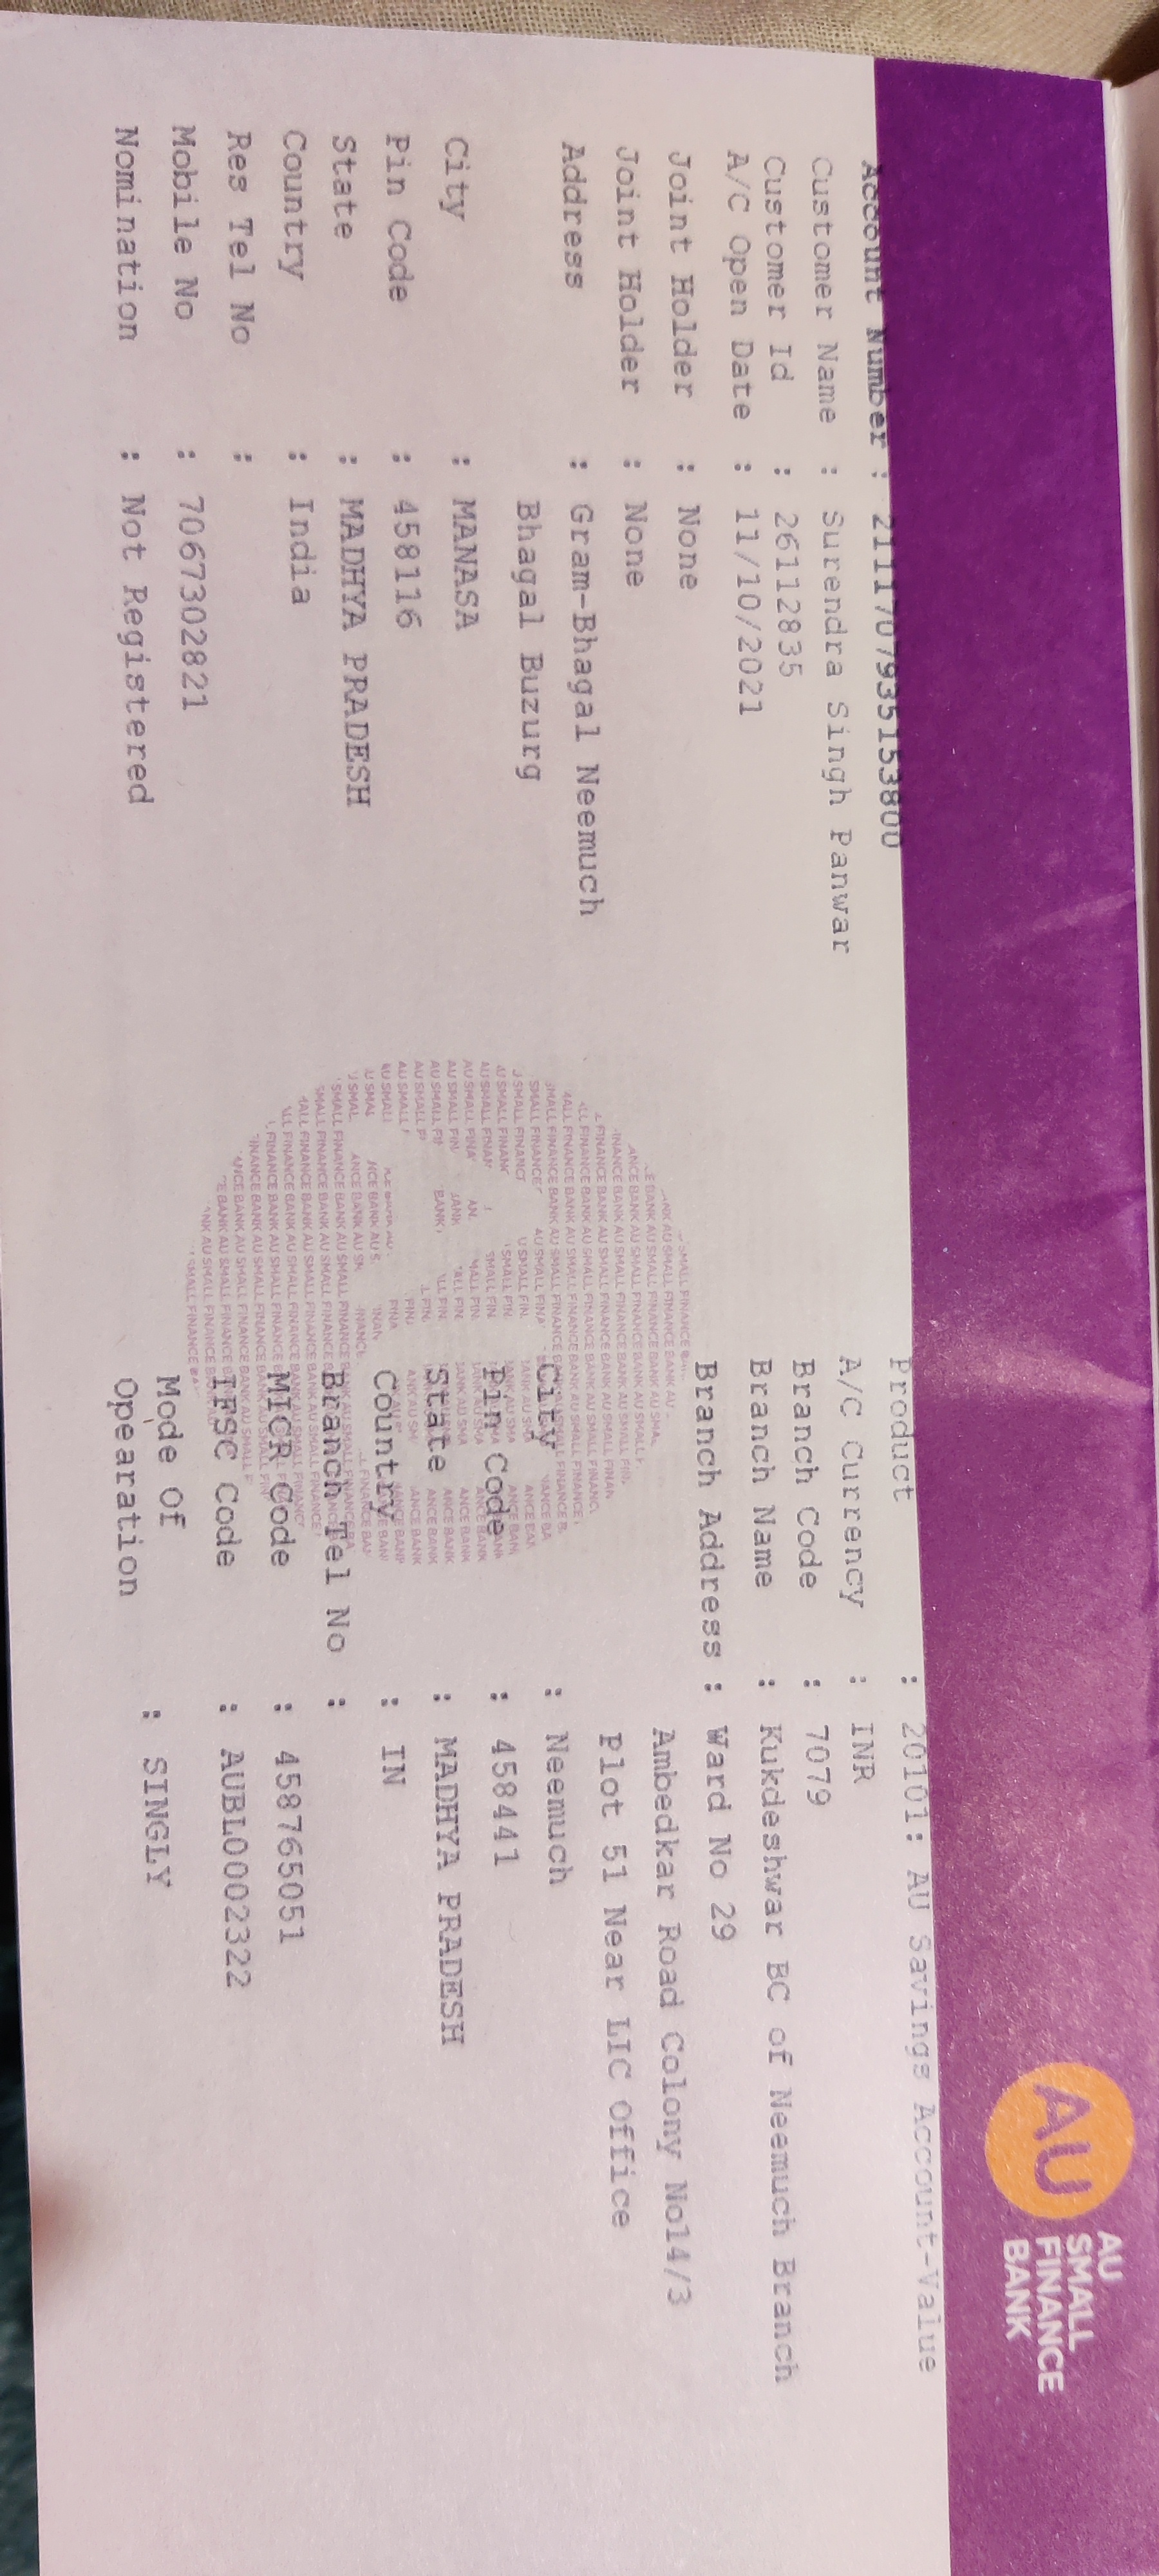 AU
AU
SMALL
FINANCE
BANK
Account Number : 2111707935153800
Customer Name : Surendra Singh Panwar
Customer Id : 26112835
A/C Open Date : 11/10/2021
Joint Holder : None
Joint Holder : None
Address : Gram-Bhagal Neemuch
Bhagal Buzurg
City : MANASA
Pin Code : 458116
State : MADHYA PRADESH
Country : India
Res Tel No :
Mobile No : 7067302821
Nomination : Not Registered
Product : 20101: AU Savings Account-Value
A/C Currency : INR
Branch Code : 7079
Branch Name : Kukdeshwar BC of Neemuch Branch
Branch Address : Ward No 29
Ambedkar Road Colony No14/3
Plot 51 Near LIC Office
City : Neemuch
Pin Code : 458441
State : MADHYA PRADESH
Country : IN
Branch Tel No :
MICR Code : 458765051
IFSC Code : AUBL0002322
Mode Of
Opearation : SINGLY